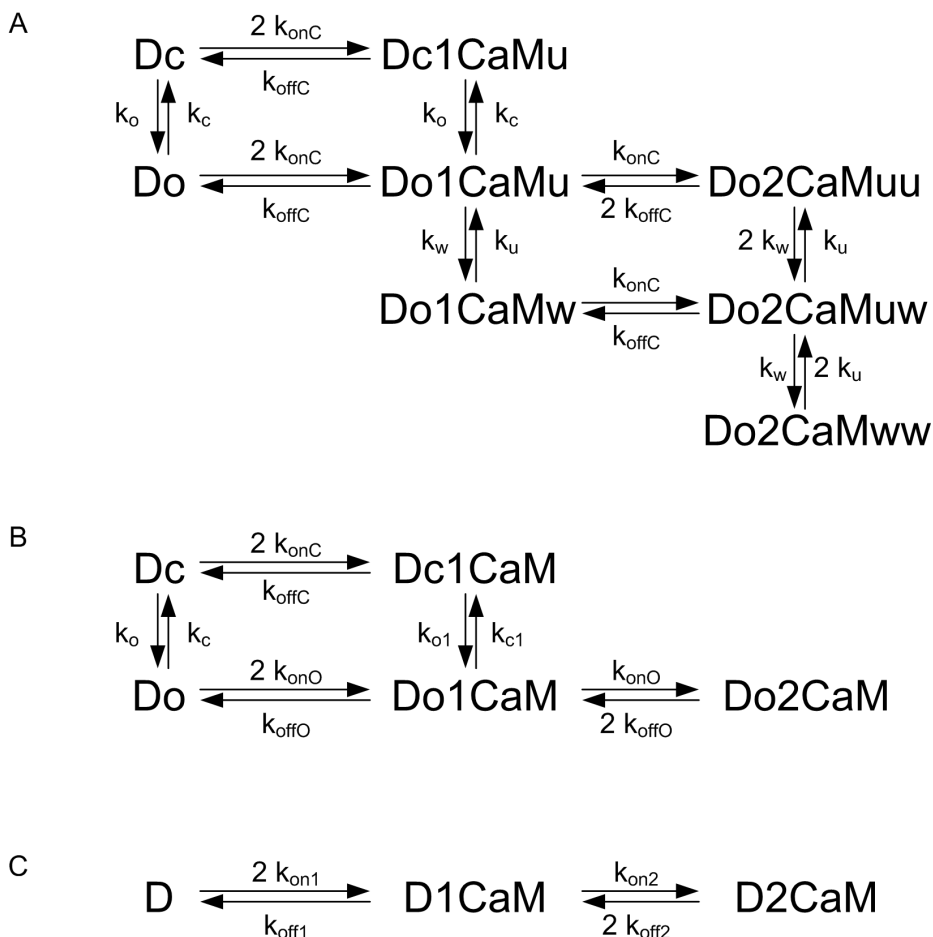 A
2 konC
Dc Dc1CaMu
koffC
ko kc ko kc
2 konC konC
Do Do1CaMu Do2CaMuu
koffC 2 koffC
kw ku 2 kw ku
konC
Do1CaMw Do2CaMuw
koffC
kw 2 ku
Do2CaMww
B
2 konC
Dc Dc1CaM
koffC
ko kc ko1 kc1
2 konO konO
Do Do1CaM Do2CaM
koffO 2 koffO
C
2 kon1 kon2
D D1CaM D2CaM
koff1 2 koff2